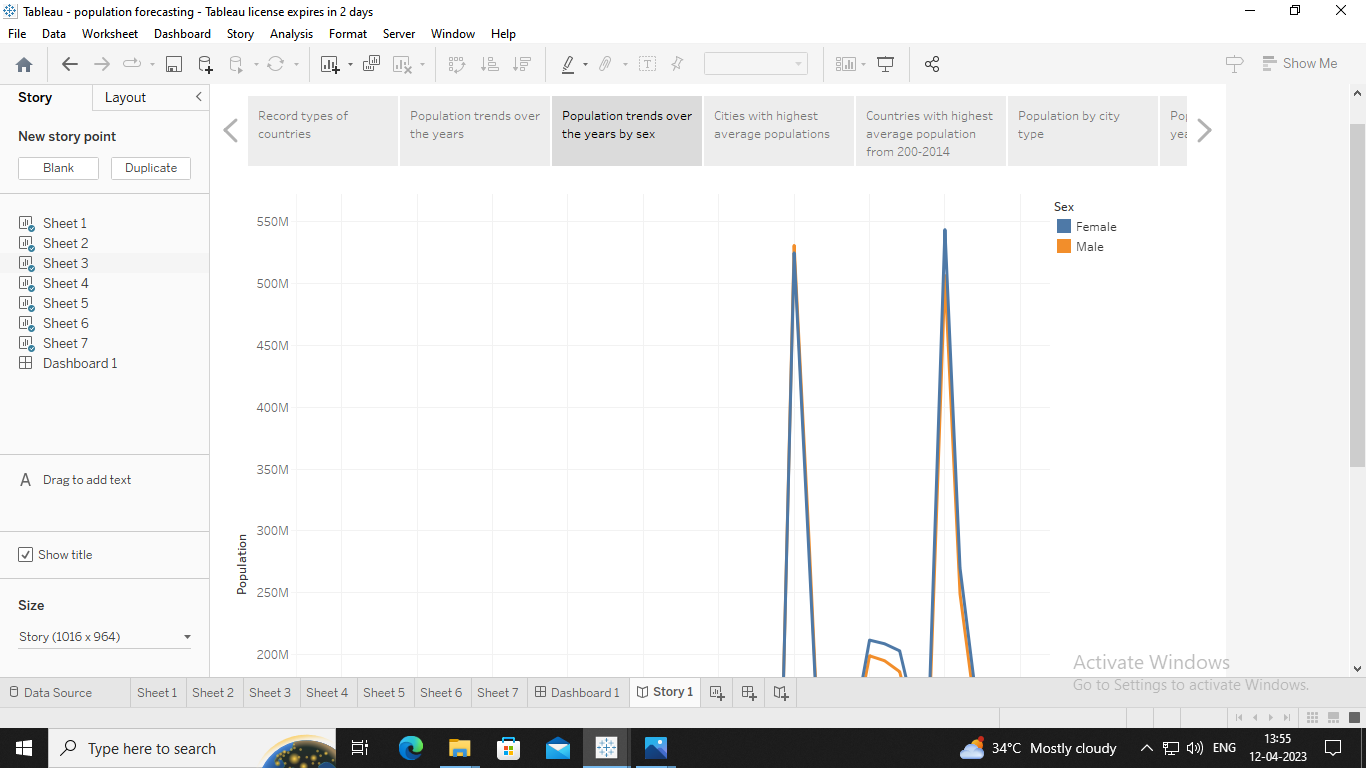 Tableau - population forecasting - Tableau license expires in 2 days
File Data Worksheet Dashboard Story Analysis Format Server Window Help
Show Me
Story Layout
New story point
Blank Duplicate
Sheet 1
Sheet 2
Sheet 3
Sheet 4
Sheet 5
Sheet 6
Sheet 7
Dashboard 1
A Drag to add text
Show title
Size
Story (1016 x 964)
Record types of
countries
Population trends over
the years
Population trends over
the years by sex
Cities with highest
average populations
Countries with highest
average population
from 200-2014
Population by city
type
550M
500M
450M
400M
350M
300M
250M
200M
Population
Sex
Female
Male
Activate Windows
Go to Settings to activate Windows.
Data Source Sheet 1 Sheet 2 Sheet 3 Sheet 4 Sheet 5 Sheet 6 Sheet 7 Dashboard 1 Story 1
Type here to search
34°C Mostly cloudy
ENG
13:55
12-04-2023